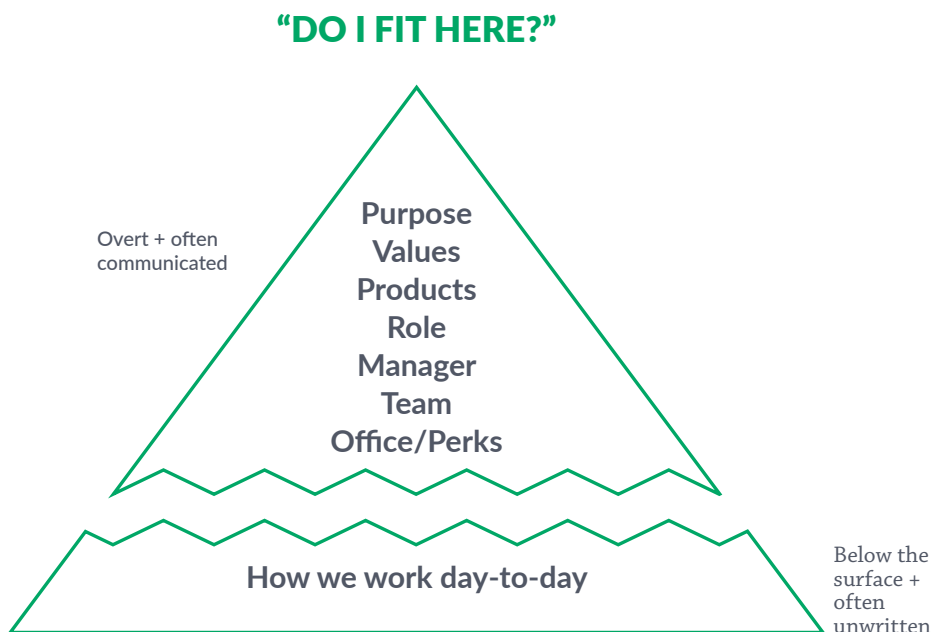 “DO I FIT HERE?”
Overt + often
communicated
Purpose
Values
Products
Role
Manager
Team
Office/Perks
How we work day-to-day
Below the
surface +
often
unwritten